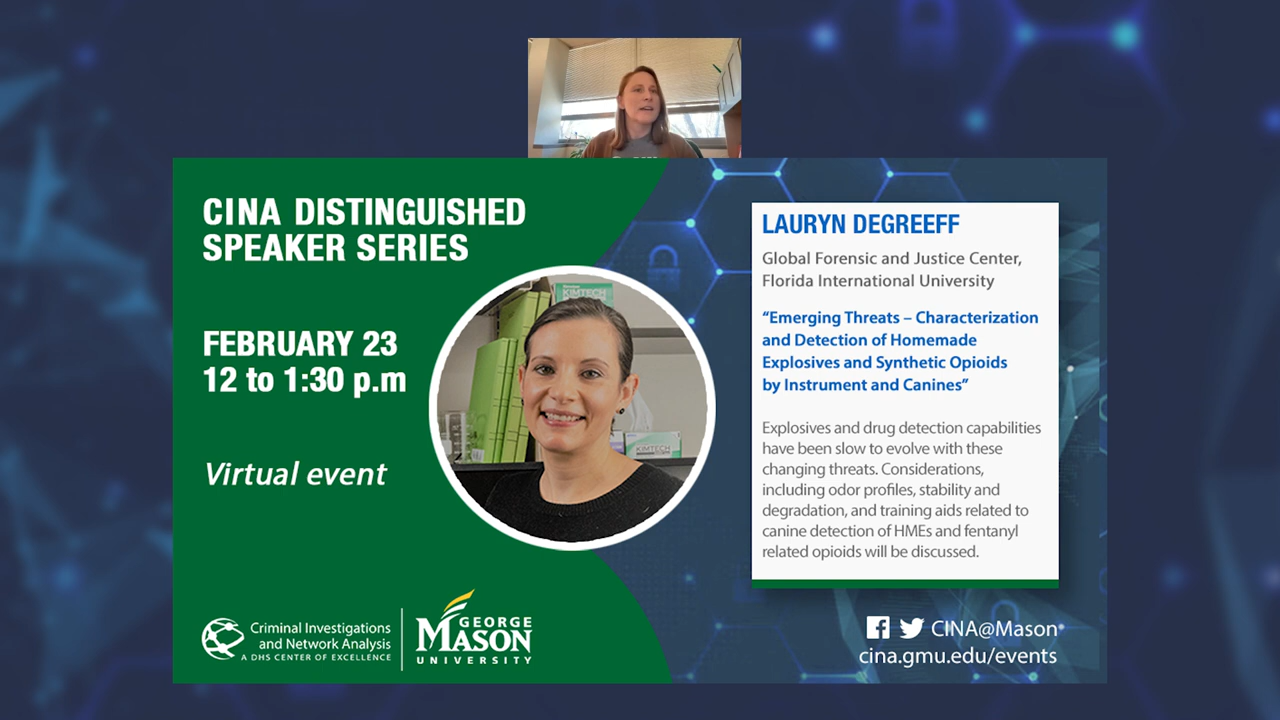 CINA DISTINGUISHED
SPEAKER SERIES
FEBRUARY 23
12 to 1:30 p.m
Virtual event
KIMTECH
LAURYN DEGREEFF
Global Forensic and Justice Center,
Florida International University
“Emerging Threats – Characterization
and Detection of Homemade
Explosives and Synthetic Opioids
by Instrument and Canines”
Explosives and drug detection capabilities
have been slow to evolve with these
changing threats. Considerations,
including odor profiles, stability and
degradation, and training aids related to
canine detection of HMEs and fentanyl
related opioids will be discussed.
Criminal Investigations
and Network Analysis
A DHS CENTER OF EXCELLENCE
GEORGE
MASON
UNIVERSITY
CINA@Mason
cina.gmu.edu/events